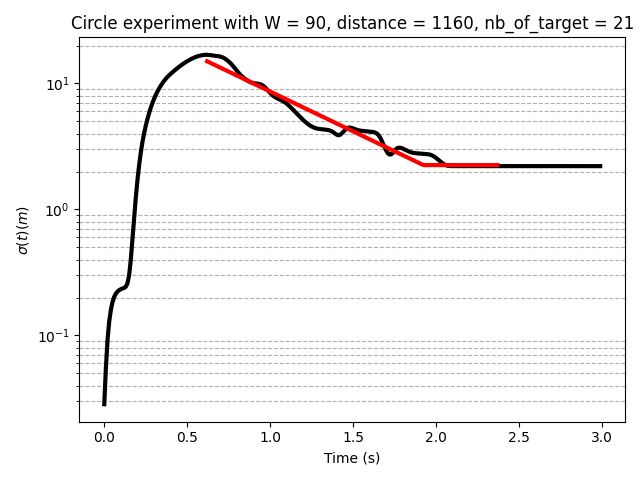 Circle experiment with W = 90, distance = 1160, nb_of_target = 21
10¹
10⁰
10⁻¹
σ(t)(m)
0.0 0.5 1.0 1.5 2.0 2.5 3.0
Time (s)